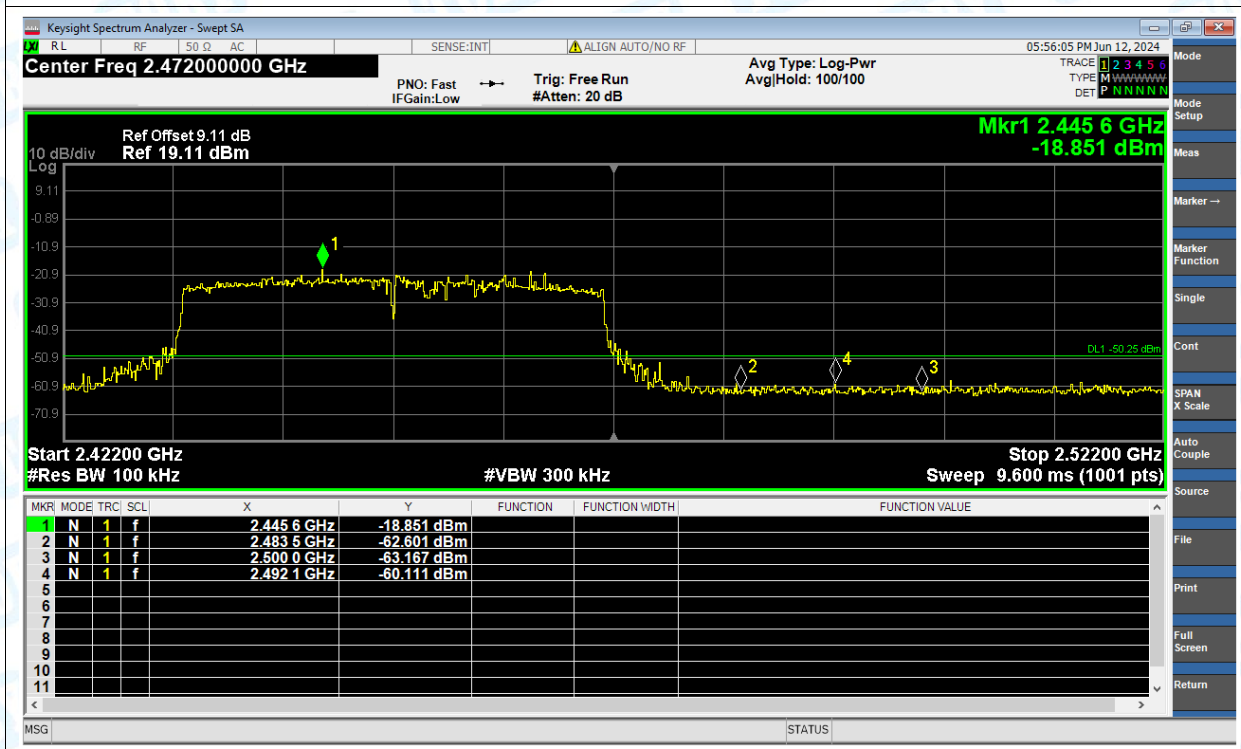 Keysight Spectrum Analyzer - Swept SA
LXI RL RF 50 Ω AC SENSE:INT ALIGN AUTO/NO RF 05:56:05 PM Jun 12, 2024
Center Freq 2.472000000 GHz
PNO: Fast
IFGain:Low
Trig: Free Run
#Atten: 20 dB
Avg Type: Log-Pwr
Avg|Hold: 100/100
TRACE 1 2 3 4 5 6
TYPE M WWWWW
DET P N N N N N
Mkr1 2.445 6 GHz
-18.851 dBm
Ref Offset 9.11 dB
10 dB/div Ref 19.11 dBm
Log
9.11
-0.89
-10.9
-20.9
-30.9
-40.9
-50.9
-60.9
-70.9
1
2
4
3
DL1 -50.25 dBm
Start 2.42200 GHz Stop 2.52200 GHz
#Res BW 100 kHz #VBW 300 kHz Sweep 9.600 ms (1001 pts)
MKR MODE TRC SCL X Y FUNCTION FUNCTION WIDTH FUNCTION VALUE
1 N 1 f 2.445 6 GHz -18.851 dBm
2 N 1 f 2.483 5 GHz -62.601 dBm
3 N 1 f 2.500 0 GHz -63.167 dBm
4 N 1 f 2.492 1 GHz -60.111 dBm
5
6
7
8
9
10
11
MSG STATUS
Mode
Mode
Setup
Meas
Marker →
Marker
Function
Single
Cont
SPAN
X Scale
Auto
Couple
Source
File
Print
Full
Screen
Return